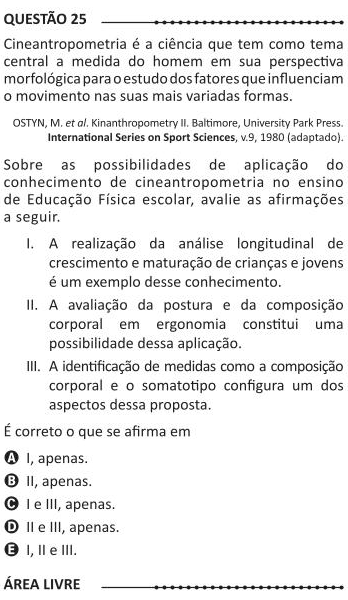 QUESTÃO 25
Cineantropometria é a ciência que tem como tema
central a medida do homem em sua perspectiva
morfológica para o estudo dos fatores que influenciam
o movimento nas suas mais variadas formas.
OSTYN, M. et al. Kinanthropometry II. Baltimore, University Park Press.
International Series on Sport Sciences, v.9, 1980 (adaptado).
Sobre as possibilidades de aplicação do
conhecimento de cineantropometria no ensino
de Educação Física escolar, avalie as afirmações
a seguir.
I. A realização da análise longitudinal de
crescimento e maturação de crianças e jovens
é um exemplo desse conhecimento.
II. A avaliação da postura e da composição
corporal em ergonomia constitui uma
possibilidade dessa aplicação.
III. A identificação de medidas como a composição
corporal e o somatotipo configura um dos
aspectos dessa proposta.
É correto o que se afirma em
A I, apenas.
B II, apenas.
C I e III, apenas.
D II e III, apenas.
E I, II e III.
ÁREA LIVRE